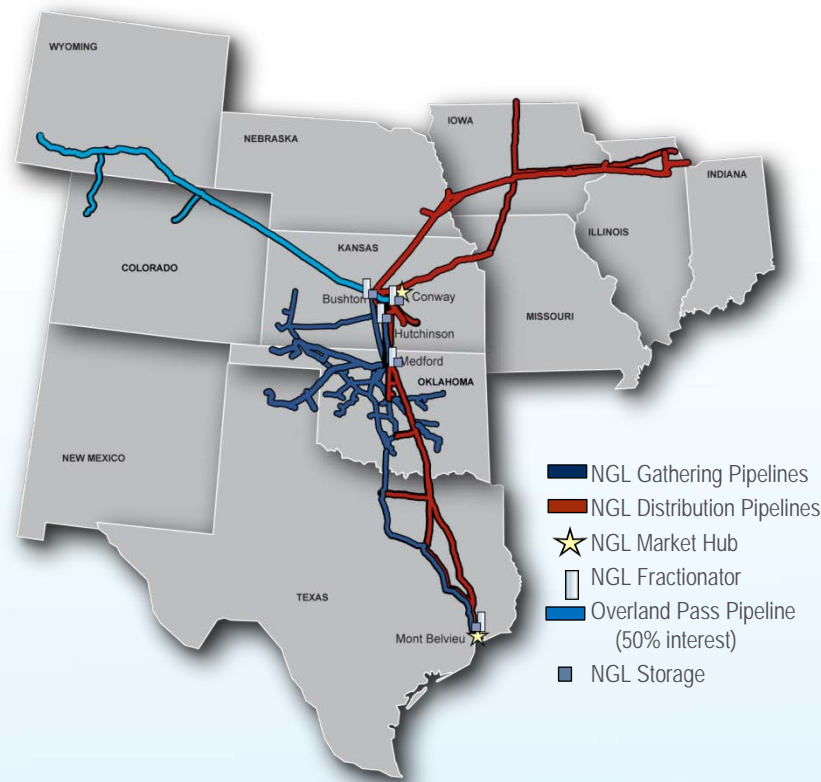 WYOMING
IOWA
NEBRASKA
INDIANA
ILLINOIS
KANSAS
COLORADO
Bushton
Conway
MISSOURI
Hutchinson
Medford
OKLAHOMA
NEW MEXICO
TEXAS
Mont Belvieu
NGL Gathering Pipelines
NGL Distribution Pipelines
NGL Market Hub
NGL Fractionator
Overland Pass Pipeline
(50% interest)
NGL Storage